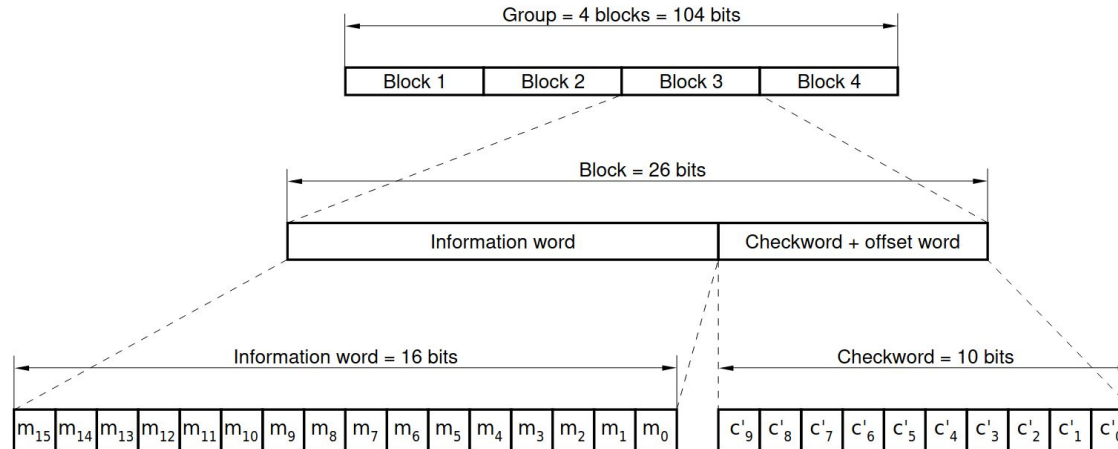 Group = 4 blocks = 104 bits
Block 1 Block 2 Block 3 Block 4
Block = 26 bits
Information word Checkword + offset word
Information word = 16 bits Checkword = 10 bits
m15 m14 m13 m12 m11 m10 m9 m8 m7 m6 m5 m4 m3 m2 m1 m0 c'9 c'8 c'7 c'6 c'5 c'4 c'3 c'2 c'1 c'0